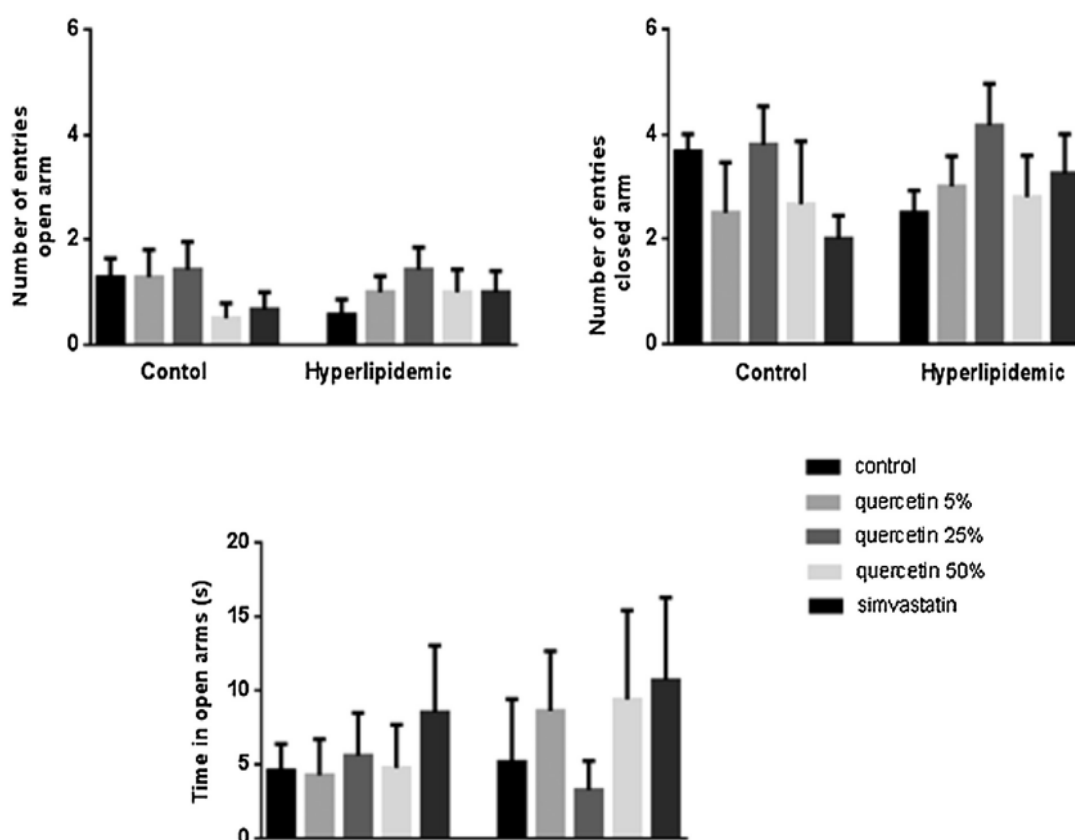 6
4
2
0
Number of entries
open arm
Contol
Hyperlipidemic
6
4
2
0
Number of entries
closed arm
Control
Hyperlipidemic
control
quercetin 5%
quercetin 25%
quercetin 50%
simvastatin
20
15
10
5
0
Time in open arms (s)